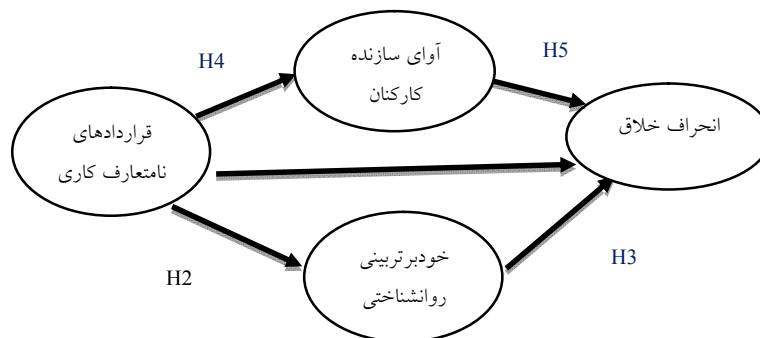 H4
آوای سازنده
کارکنان
H5
قراردادهای
نامتعارف کاری
انحراف خلاق
H2
خودبرتربینی
روانشناختی
H3